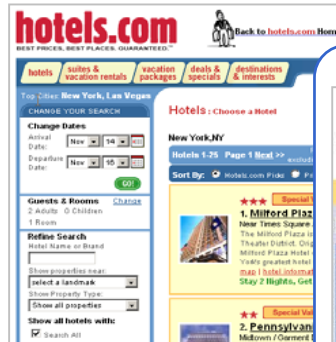 hotels.com
BEST PRICES. BEST PLACES. GUARANTEED.™
Back to hotels.com Hom
hotels
suites &
vacation rentals
vacation
packages
deals &
specials
destinations
& interests
Top Cities: New York, Las Vegas
CHANGE YOUR SEARCH
Change Dates
Arrival
Date:
Nov 14
Departure
Date:
Nov 16
GO!
Guests & Rooms Change
2 Adults 0 Children
1 Room
Refine Search
Hotel Name or Brand
Show properties near:
select a landmark
Show Property Type:
Show all properties
Show all hotels with:
Search All
Hotels : Choose a Hotel
New York,NY
Hotels 1-25 Page 1 Next >>
Sort By: Hotels.com Picks
Special
1. Milford Plaz
Near Times Square
The Milford Plaza is
Theater District.
Milford Plaza Hotel
York's greatest hotel
map | hotel informat
Stay 2 Nights, Get
Special Val
2. Pennsylvan
Midtown / Garment